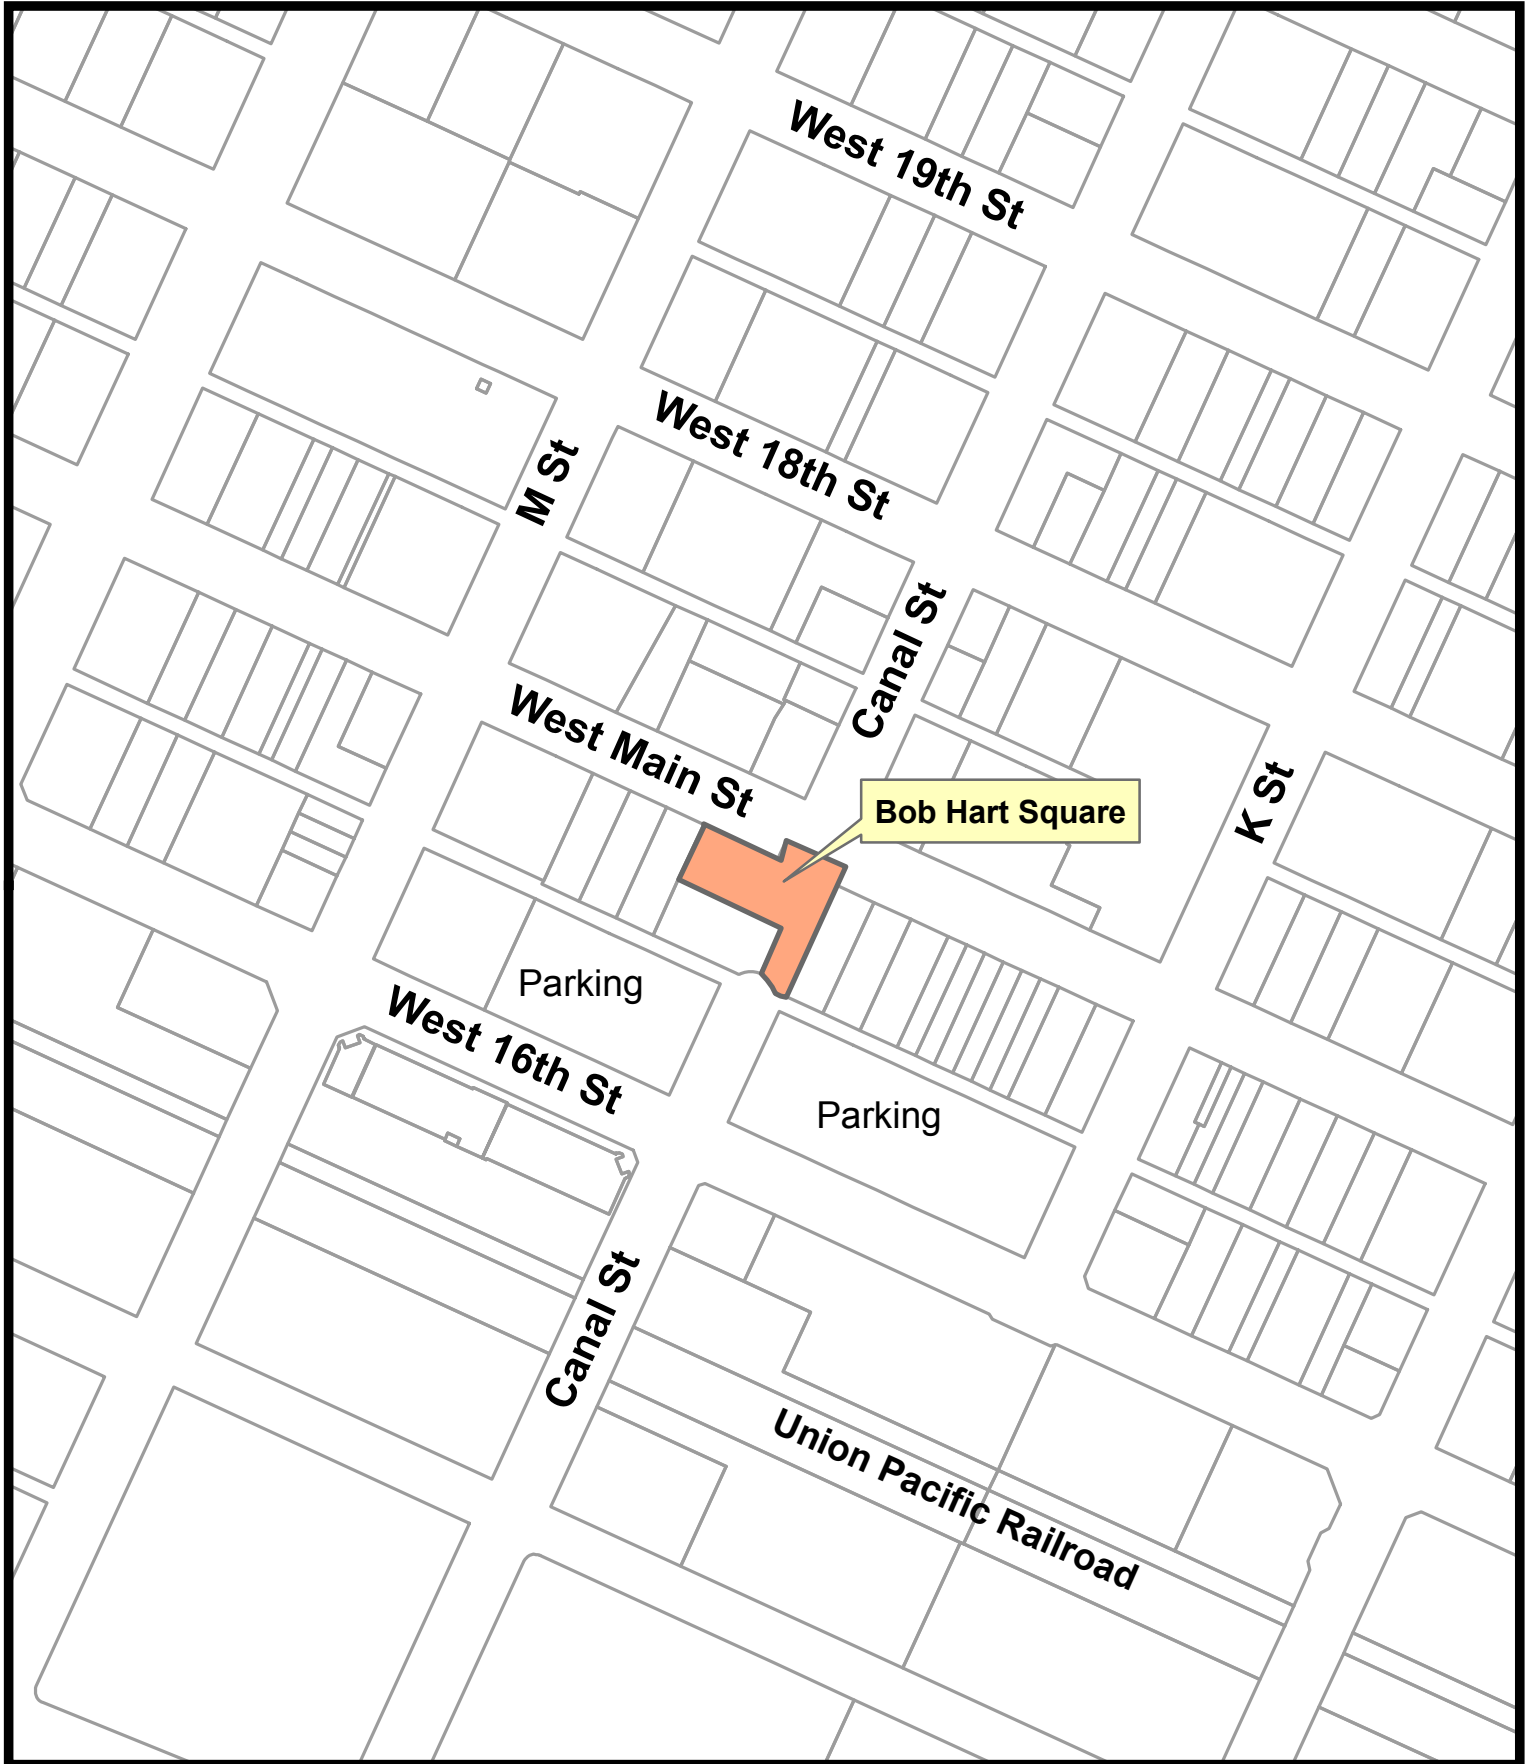 West 19th St
West 18th St
M St
Canal St
West Main St
K St
Bob Hart Square
Parking
West 16th St
Parking
Canal St
Union Pacific Railroad